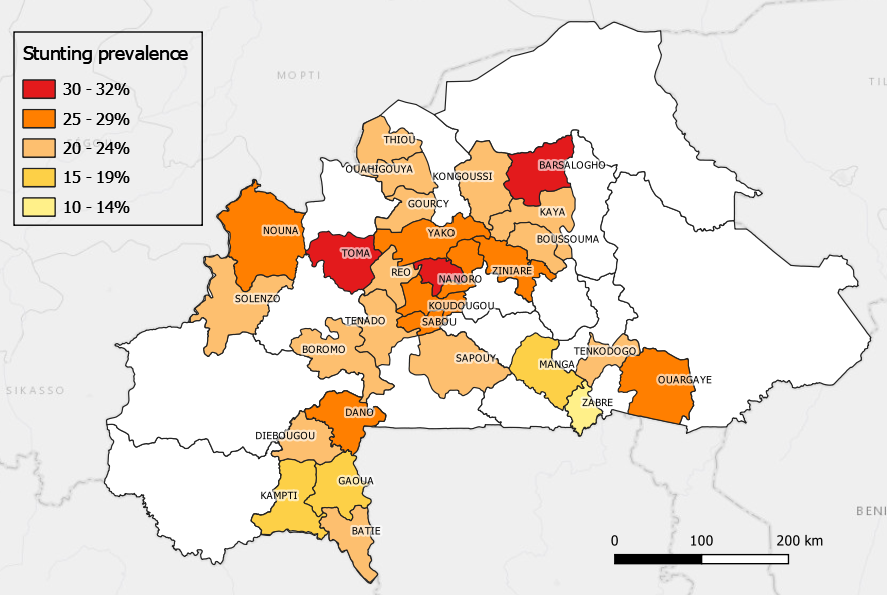 Stunting prevalence
30 - 32%
25 - 29%
20 - 24%
15 - 19%
10 - 14%
MOPTI
THIOU
BARSALOGHO
OUAHIGOUYA
KONGOUSSI
GOURCY
KAYA
NOUNA
YAKO
BOUSSOUMA
TOMA
REO
NANORO
ZINIARE
SOLENZO
KOUDOUGOU
TENADO
SABOU
BOROMO
SAPOUY
MANGA
TENKODOGO
OUARGAYE
SIKASSO
ZABRE
DANO
DIEBOUGOU
GAOUA
KAMPTI
BATIE
BENI
0 100 200 km